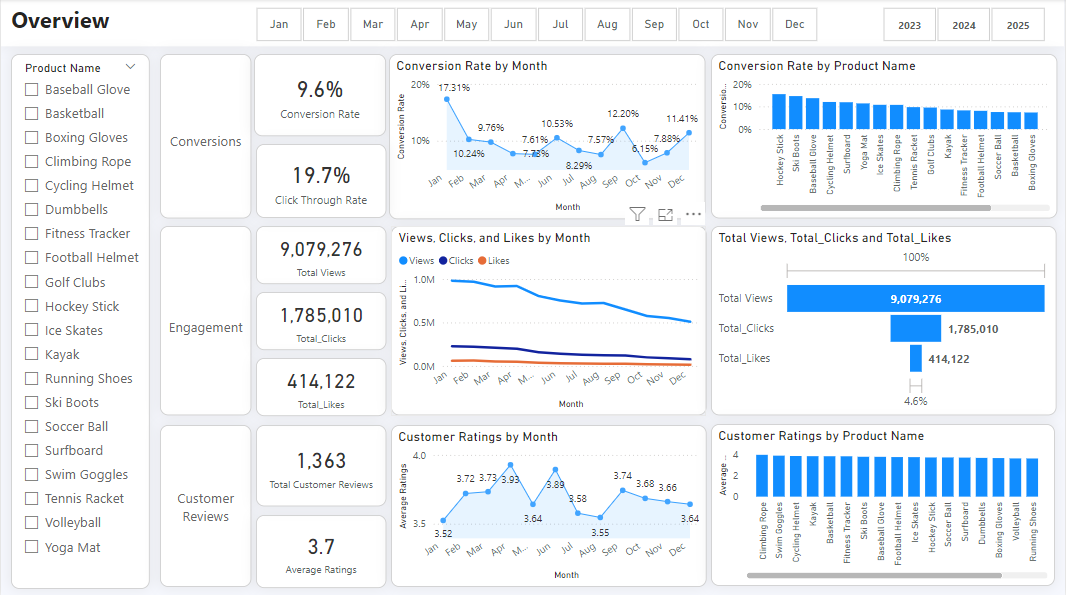 Overview
Jan Feb Mar Apr May Jun Jul Aug Sep Oct Nov Dec
2023 2024 2025
Product Name
Baseball Glove
Basketball
Boxing Gloves
Climbing Rope
Cycling Helmet
Dumbbells
Fitness Tracker
Football Helmet
Golf Clubs
Hockey Stick
Ice Skates
Kayak
Running Shoes
Ski Boots
Soccer Ball
Surfboard
Swim Goggles
Tennis Racket
Volleyball
Yoga Mat
Conversions
9.6%
Conversion Rate
19.7%
Click Through Rate
Conversion Rate by Month
Conversion Rate
20%
10%
17.31%
10.24%
9.76%
7.61%
7.73%
10.53%
8.29%
7.57%
12.20%
6.15%
7.88%
11.41%
Jan Feb Mar Apr M... Jun Jul Aug Sep Oct Nov Dec
Month
Conversion Rate by Product Name
Conversio...
20%
10%
0%
Hockey Stick
Ski Boots
Baseball Glove
Cycling Helmet
Surfboard
Yoga Mat
Ice Skates
Climbing Rope
Tennis Racket
Golf Clubs
Kayak
Fitness Tracker
Football Helmet
Soccer Ball
Basketball
Boxing Gloves
Engagement
9,079,276
Total Views
1,785,010
Total_Clicks
414,122
Total_Likes
Views, Clicks, and Likes by Month
Views Clicks Likes
Views, Clicks, and Li...
1.0M
0.5M
0.0M
Jan Feb Mar Apr M... Jun Jul Aug Sep Oct Nov Dec
Month
Total Views, Total_Clicks and Total_Likes
100%
Total Views 9,079,276
Total_Clicks 1,785,010
Total_Likes 414,122
4.6%
Customer
Reviews
1,363
Total Customer Reviews
3.7
Average Ratings
Customer Ratings by Month
Average Ratings
4.0
3.5
3.52
3.72
3.73
3.93
3.64
3.89
3.58
3.55
3.74
3.68
3.66
3.64
Jan Feb Mar Apr M... Jun Jul Aug Sep Oct Nov Dec
Month
Customer Ratings by Product Name
Average ...
4
2
0
Climbing Rope
Swim Goggles
Cycling Helmet
Kayak
Basketball
Fitness Tracker
Ski Boots
Baseball Glove
Football Helmet
Ice Skates
Hockey Stick
Soccer Ball
Surfboard
Dumbbells
Boxing Gloves
Volleyball
Running Shoes